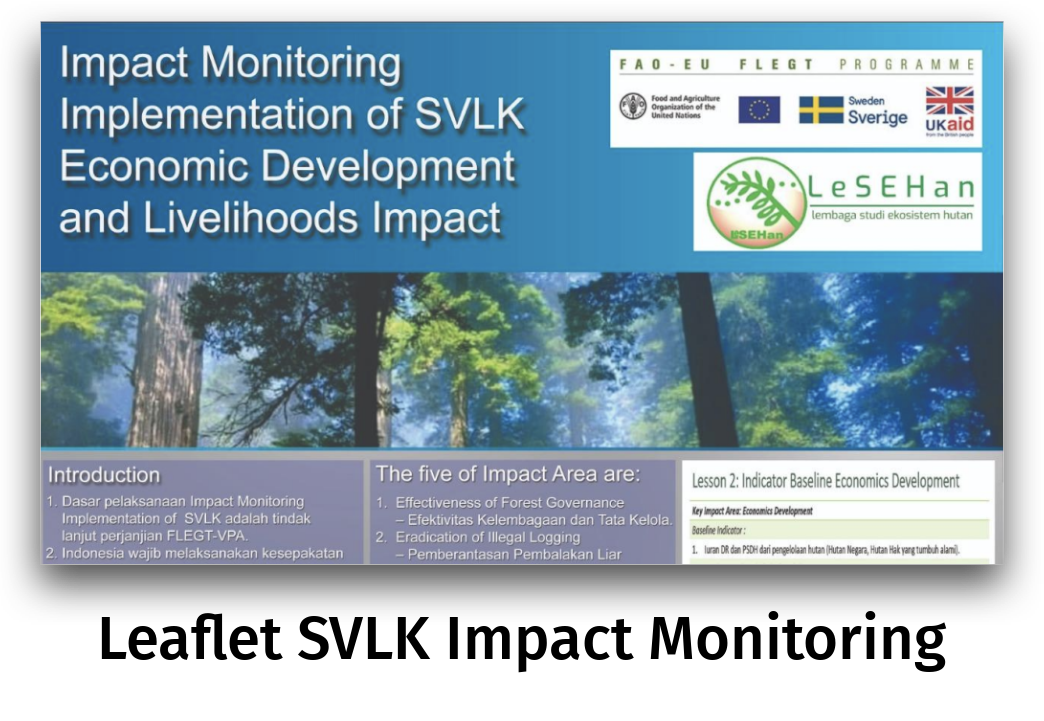 Impact Monitoring
Implementation of SVLK
Economic Development
and Livelihoods Impact
FAO-EU FLEGT PROGRAMME
Food and Agriculture
Organization of the
United Nations
Sweden
Sverige
UKaid
from the British people
LeSEHan
lembaga studi ekosistem hutan
LeSEHan
Introduction
1. Dasar pelaksanaan Impact Monitoring
Implementation of SVLK adalah tindak
lanjut perjanjian FLEGT-VPA.
2. Indonesia wajib melaksanakan kesepakatan
The five of Impact Area are:
1. Effectiveness of Forest Governance
– Efektivitas Kelembagaan dan Tata Kelola.
2. Eradication of Illegal Logging
– Pemberantasan Pembalakan Liar
Lesson 2: Indicator Baseline Economics Development
Key Impact Area: Economics Development
Baseline Indicator :
1. Iuran DR dan PSDH dari pengelolaan hutan (Hutan Negara, Hutan Hak yang tumbuh alami).
Leaflet SVLK Impact Monitoring